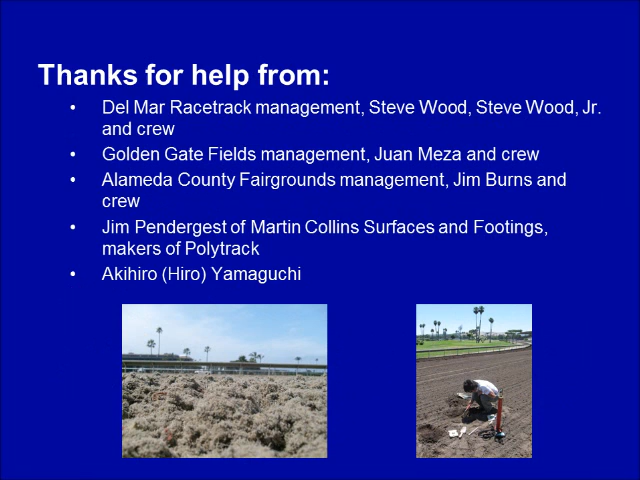 Thanks for help from:
• Del Mar Racetrack management, Steve Wood, Steve Wood, Jr.
and crew
• Golden Gate Fields management, Juan Meza and crew
• Alameda County Fairgrounds management, Jim Burns and
crew
• Jim Pendergest of Martin Collins Surfaces and Footings,
makers of Polytrack
• Akihiro (Hiro) Yamaguchi